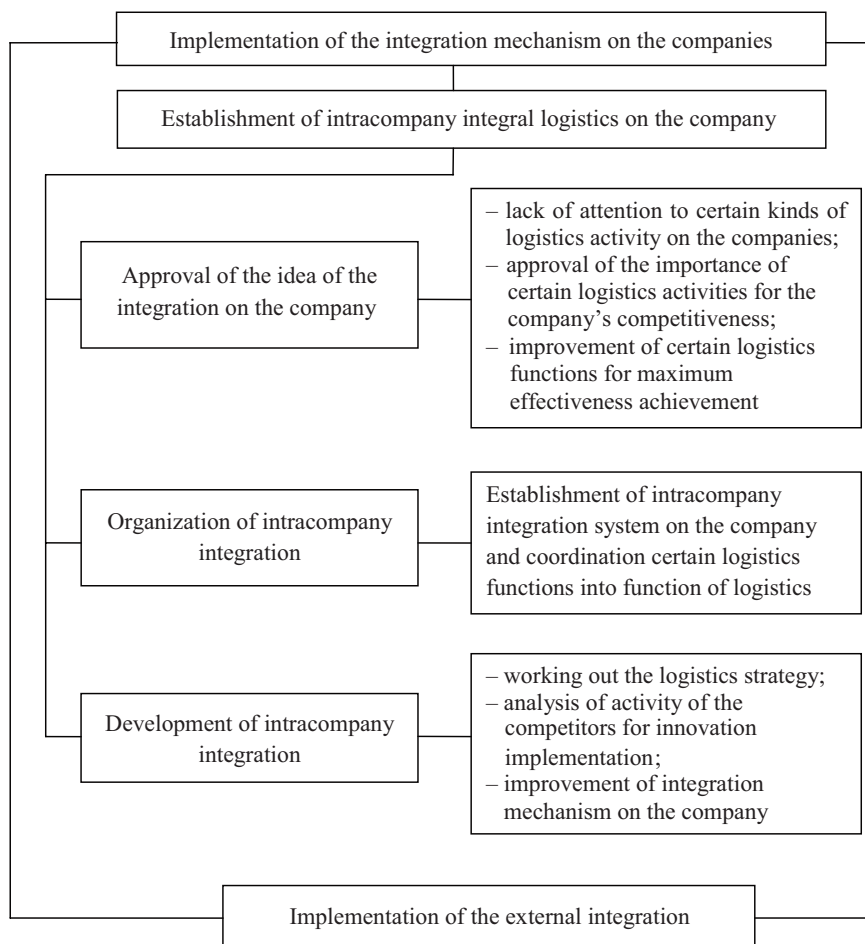 Implementation of the integration mechanism on the companies
Establishment of intracompany integral logistics on the company
Approval of the idea of the
integration on the company
– lack of attention to certain kinds of
logistics activity on the companies;
– approval of the importance of
certain logistics activities for the
company’s competitiveness;
– improvement of certain logistics
functions for maximum
effectiveness achievement
Organization of intracompany
integration
Establishment of intracompany
integration system on the company
and coordination certain logistics
functions into function of logistics
Development of intracompany
integration
– working out the logistics strategy;
– analysis of activity of the
competitors for innovation
implementation;
– improvement of integration
mechanism on the company
Implementation of the external integration